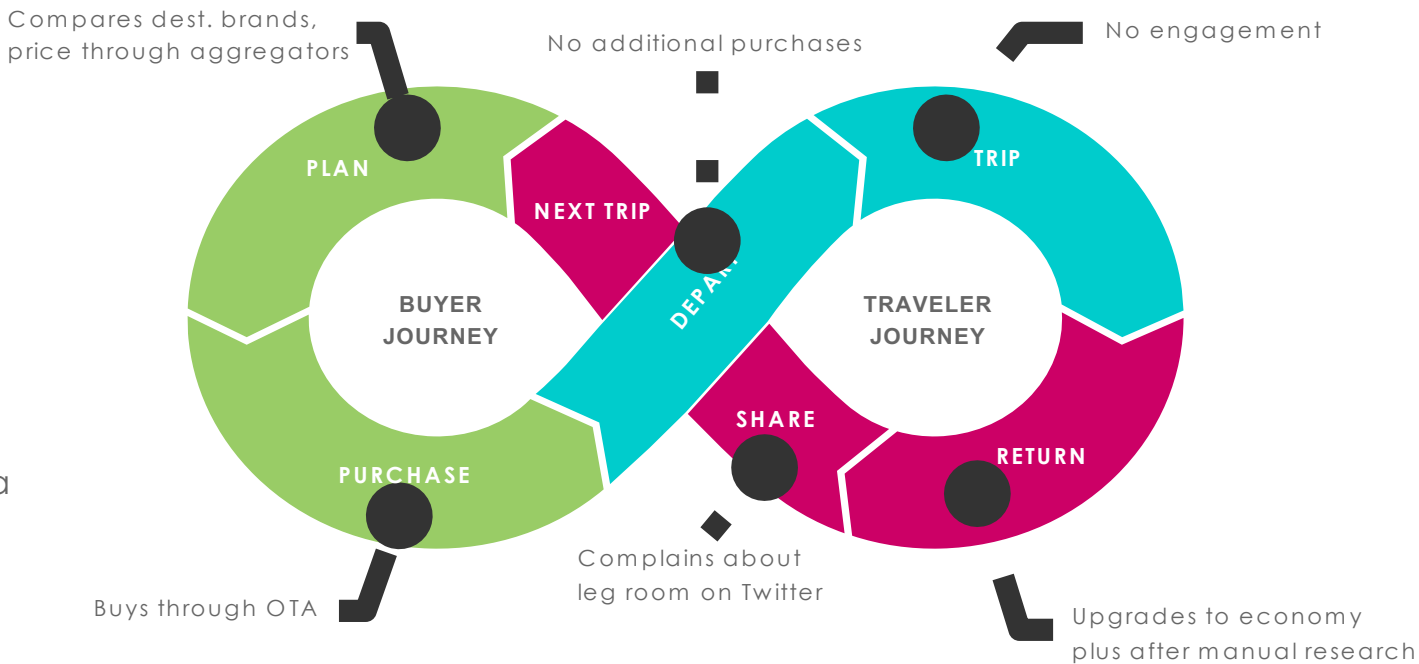 Compares dest. brands,
price through aggregators
No additional purchases
No engagement
PLAN
NEXT TRIP
TRIP
DEPART
BUYER
JOURNEY
TRAVELER
JOURNEY
SHARE
RETURN
PURCHASE
a
Complains about
leg room on Twitter
Buys through OTA
Upgrades to economy
plus after manual research